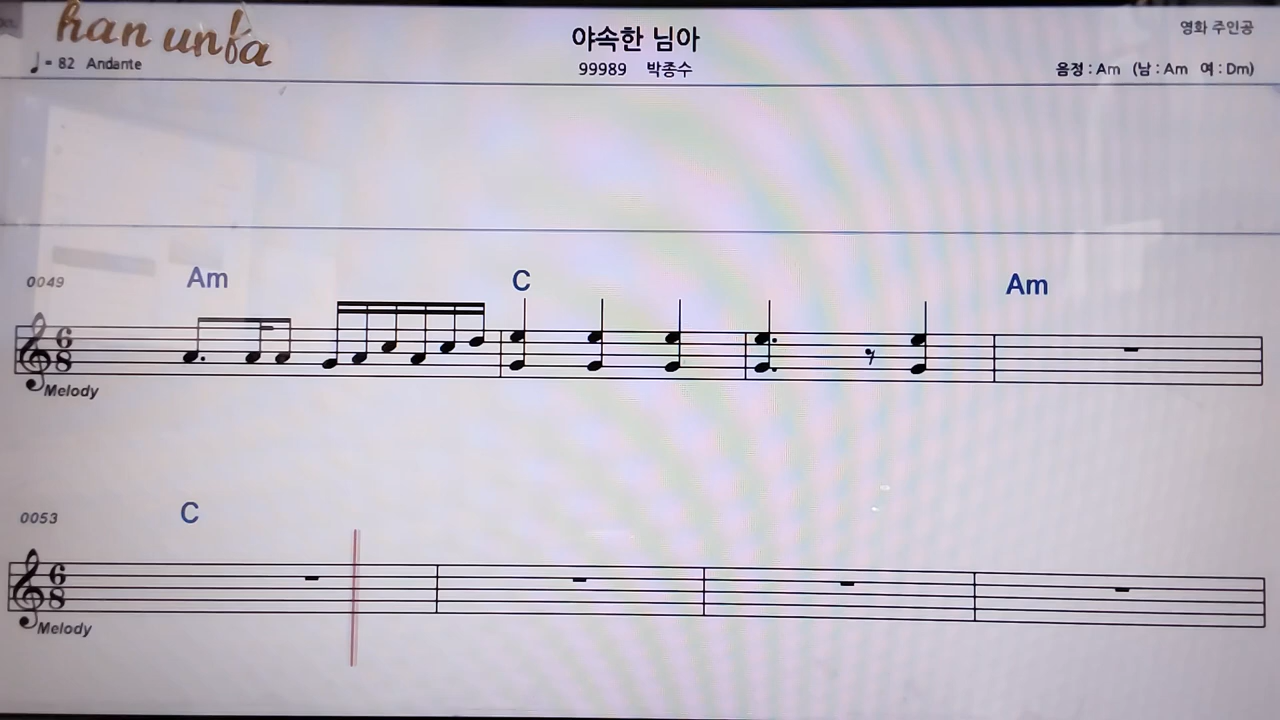 han unba
야속한 님아
영화 주인공
♩= 82 Andante
99989 박종수
음정 : Am (남 : Am 여 : Dm)
0049 Am C Am
6
8
Melody
0053 C
6
8
Melody